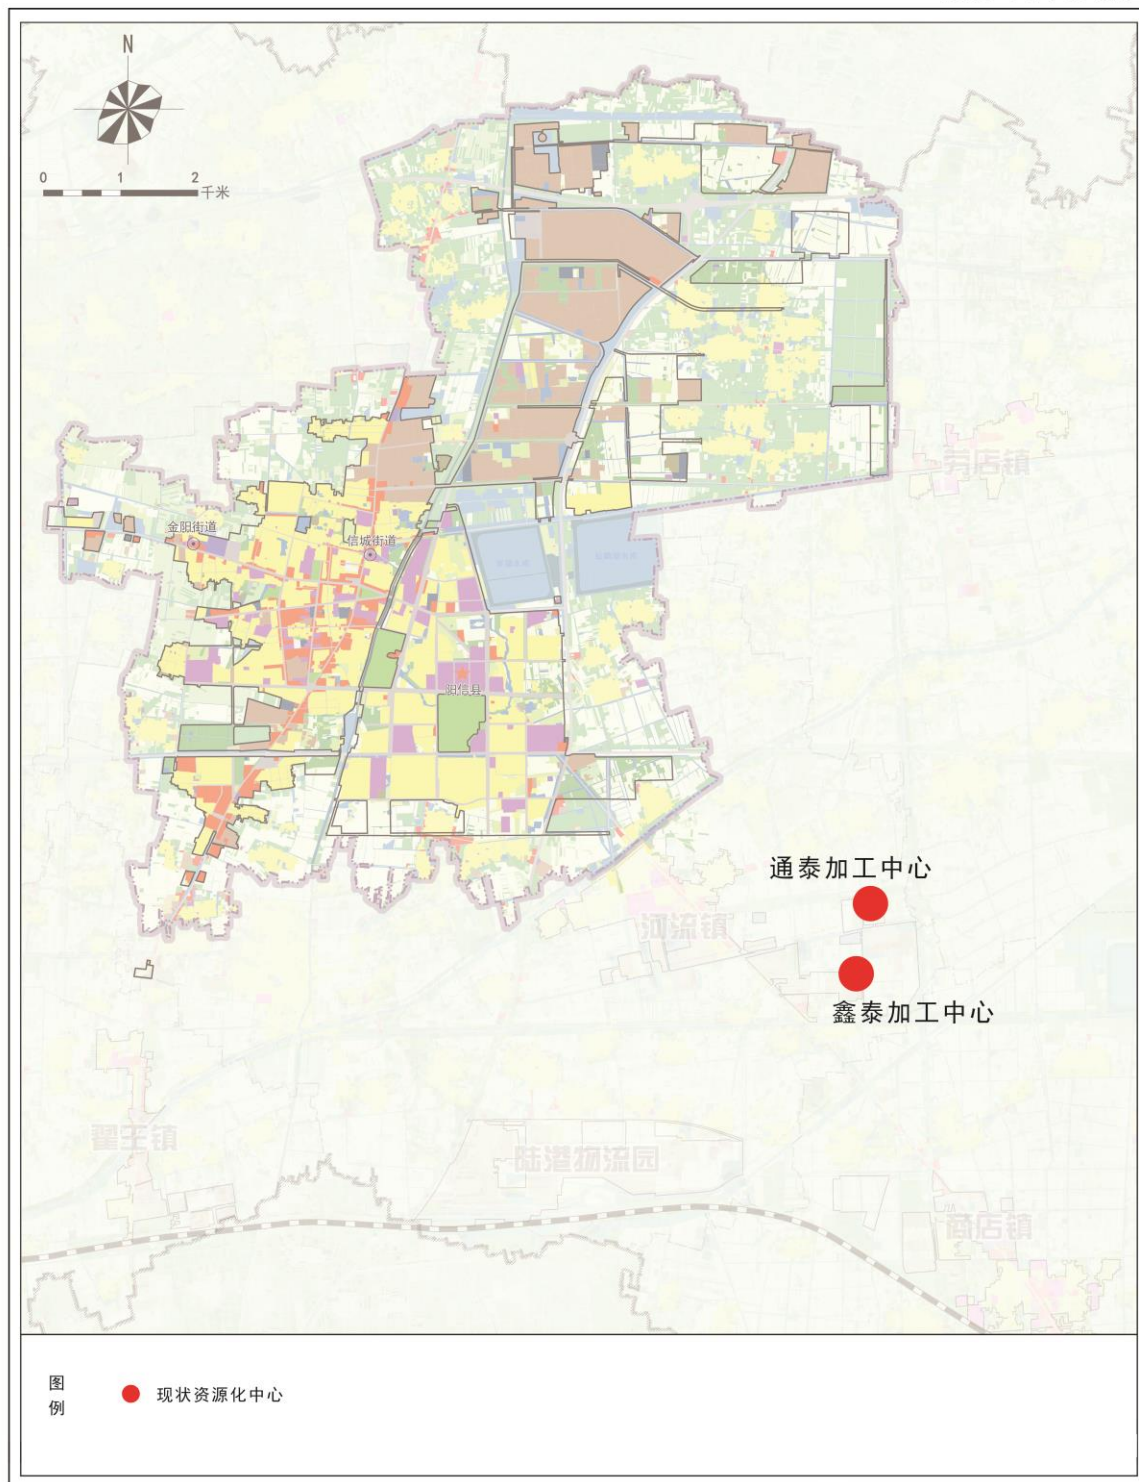 N
0 1 2
千米
劳店镇
金阳街道
信城街道
阳信县
通泰加工中心
河流镇
鑫泰加工中心
翟王镇
陆港物流园
商店镇
图例
现状资源化中心